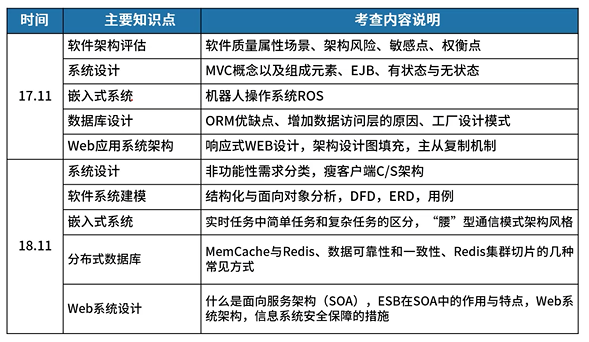 时间 主要知识点 考查内容说明
17.11
软件架构评估 软件质量属性场景、架构风险、敏感点、权衡点
系统设计 MVC概念以及组成元素、EJB、有状态与无状态
嵌入式系统 机器人操作系统ROS
数据库设计 ORM优缺点、增加数据访问层的原因、工厂设计模式
Web应用系统架构 响应式WEB设计，架构设计图填充，主从复制机制
18.11
系统设计 非功能性需求分类，瘦客户端C/S架构
软件系统建模 结构化与面向对象分析，DFD，ERD，用例
嵌入式系统 实时任务中简单任务和复杂任务的区分，“腰”型通信模式架构风格
分布式数据库 MemCache与Redis、数据可靠性和一致性、Redis集群切片的几种
常见方式
Web系统设计 什么是面向服务架构（SOA），ESB在SOA中的作用与特点，Web系
统架构，信息系统安全保障的措施